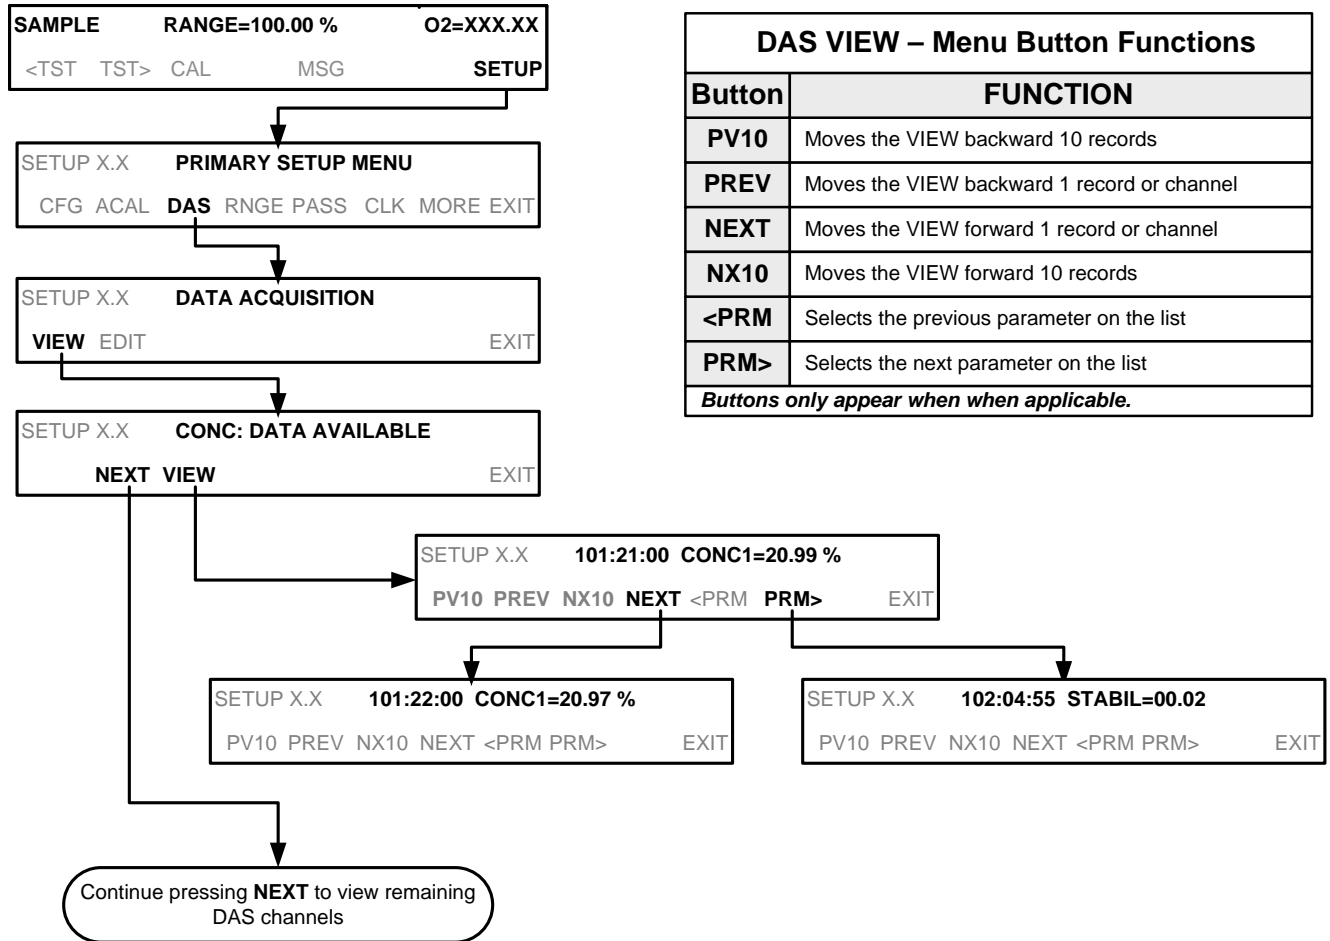 SAMPLE RANGE=100.00 % O2=XXX.XX
<TST TST> CAL MSG SETUP
SETUP X.X PRIMARY SETUP MENU
CFG ACAL DAS RNGE PASS CLK MORE EXIT
SETUP X.X DATA ACQUISITION
VIEW EDIT EXIT
SETUP X.X CONC: DATA AVAILABLE
NEXT VIEW EXIT
DAS VIEW – Menu Button Functions
Button FUNCTION
PV10 Moves the VIEW backward 10 records
PREV Moves the VIEW backward 1 record or channel
NEXT Moves the VIEW forward 1 record or channel
NX10 Moves the VIEW forward 10 records
<PRM Selects the previous parameter on the list
PRM> Selects the next parameter on the list
Buttons only appear when when applicable.
SETUP X.X 101:21:00 CONC1=20.99 %
PV10 PREV NX10 NEXT <PRM PRM> EXIT
SETUP X.X 101:22:00 CONC1=20.97 %
PV10 PREV NX10 NEXT <PRM PRM> EXIT
SETUP X.X 102:04:55 STABIL=00.02
PV10 PREV NX10 NEXT <PRM PRM> EXIT
Continue pressing NEXT to view remaining
DAS channels